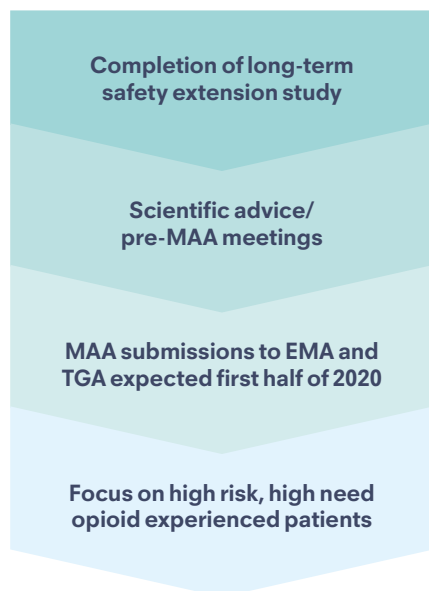 Completion of long-term
safety extension study
Scientific advice/
pre-MAA meetings
MAA submissions to EMA and
TGA expected first half of 2020
Focus on high risk, high need
opioid experienced patients